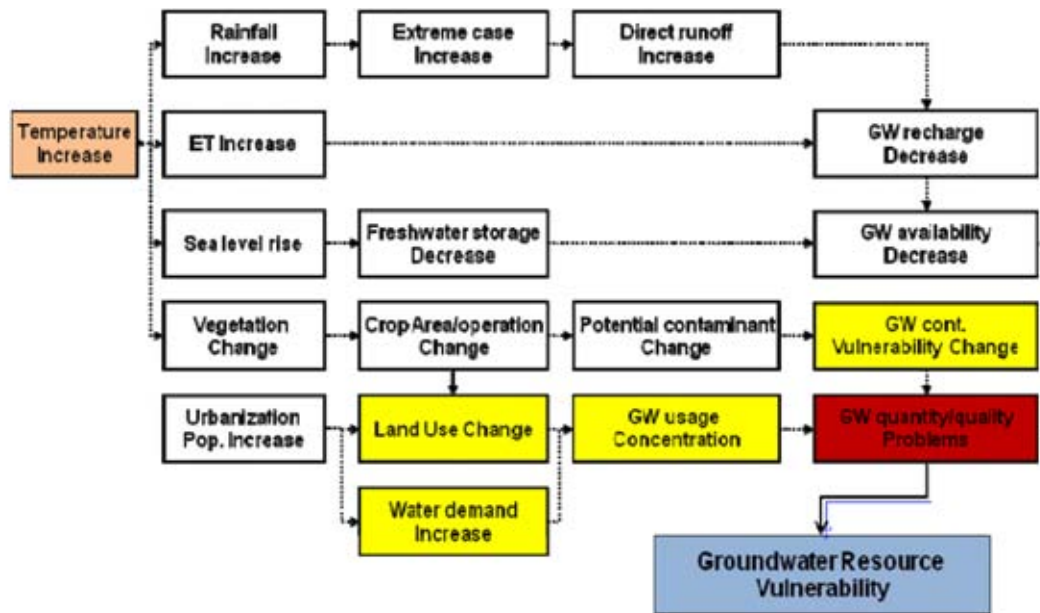 Rainfall
Increase
Extreme case
Increase
Direct runoff
Increase
Temperature
Increase
ET Increase
GW recharge
Decrease
Sea level rise
Freshwater storage
Decrease
GW availability
Decrease
Vegetation
Change
Crop Area/operation
Change
Potential contaminant
Change
GW cont.
Vulnerability Change
Urbanization
Pop. Increase
Land Use Change
GW usage
Concentration
GW quantity/quality
Problems
Water demand
Increase
Groundwater Resource
Vulnerability